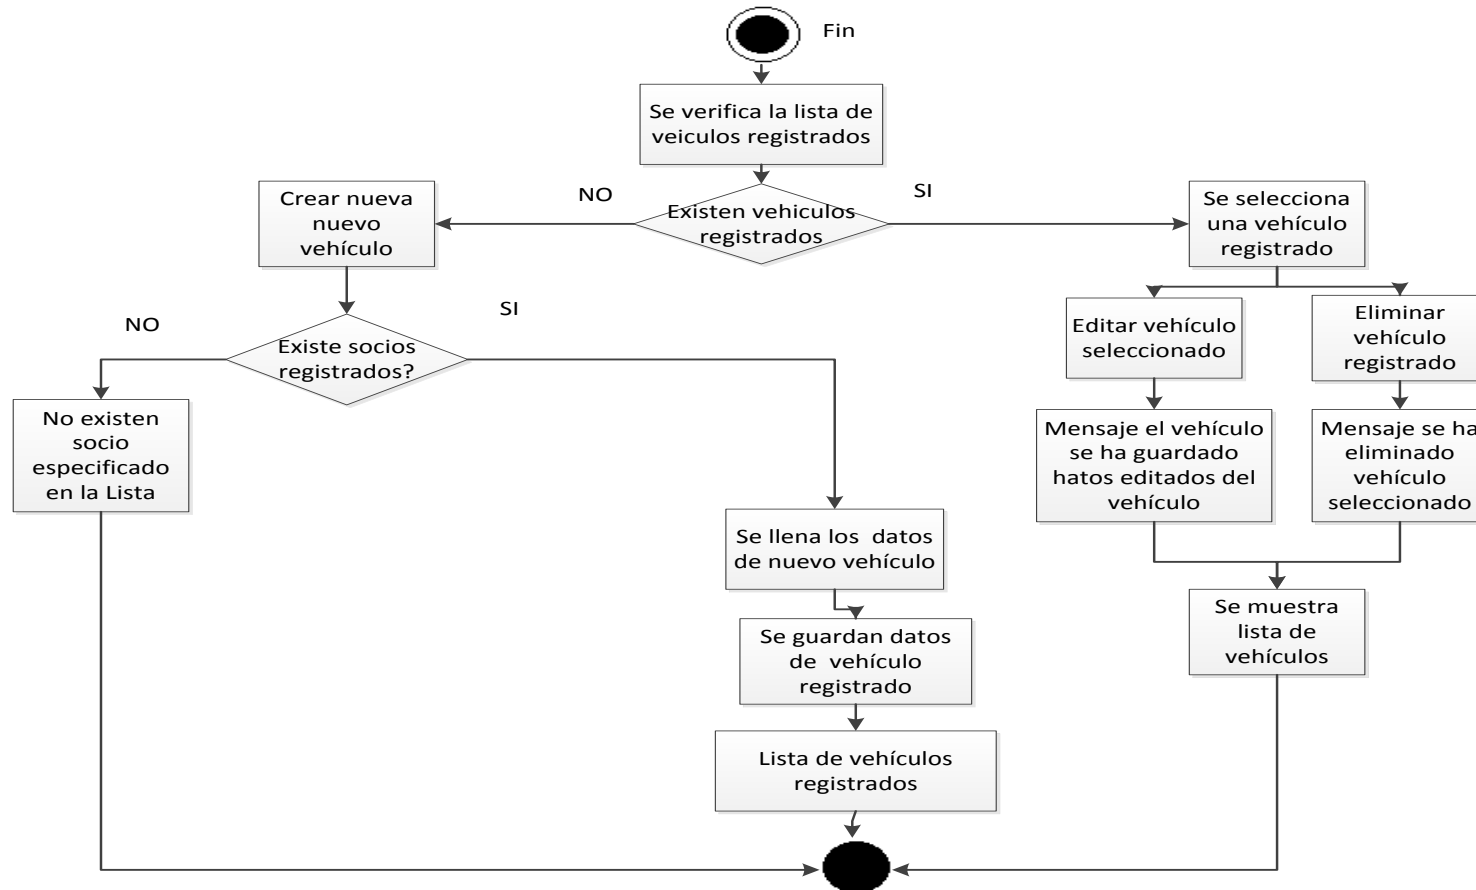 Fin
Se verifica la lista de
veiculos registrados
NO
SI
Crear nueva
nuevo
vehículo
Existen vehiculos
registrados
Se selecciona
una vehículo
registrado
NO
SI
Existe socios
registrados?
Editar vehículo
seleccionado
Eliminar
vehículo
registrado
No existen
socio
especificado
en la Lista
Mensaje el vehículo
se ha guardado
hatos editados del
vehículo
Mensaje se ha
eliminado
vehículo
seleccionado
Se llena los  datos
de nuevo vehículo
Se guardan datos
de  vehículo
registrado
Se muestra
lista de
vehículos
Lista de vehículos
registrados